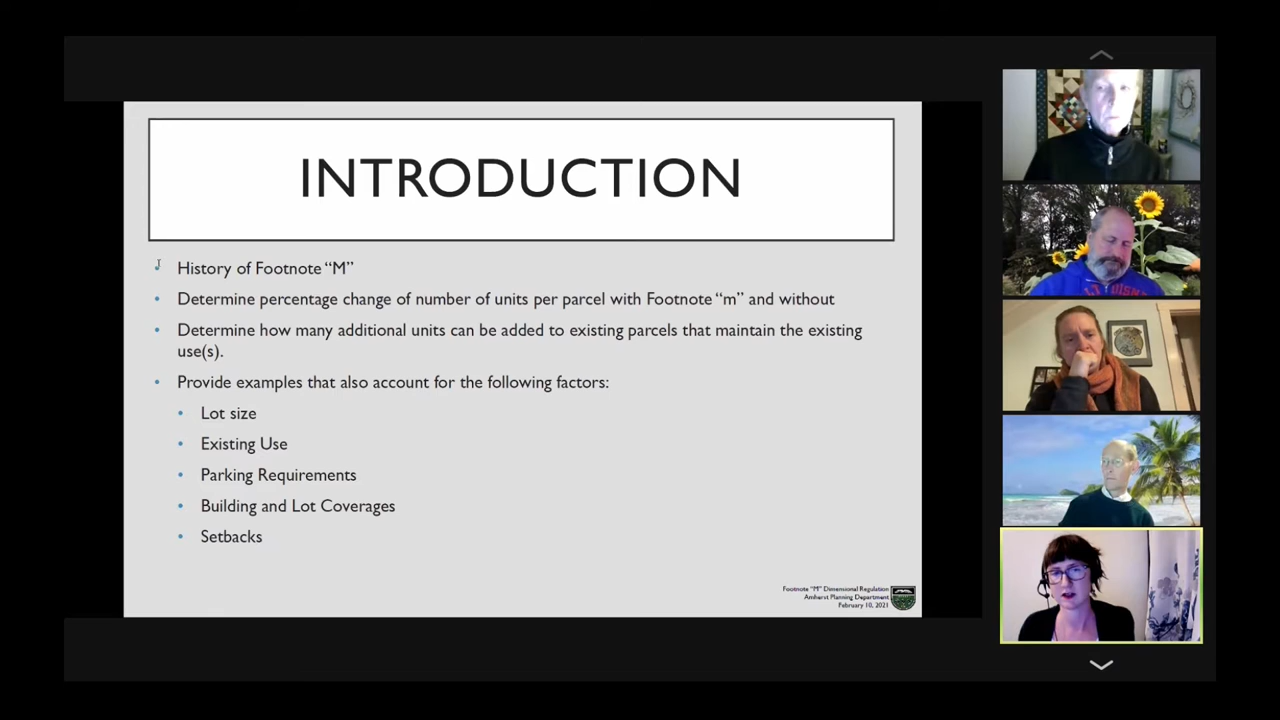 INTRODUCTION
History of Footnote “M”
Determine percentage change of number of units per parcel with Footnote “m” and without
Determine how many additional units can be added to existing parcels that maintain the existing
use(s).
Provide examples that also account for the following factors:
Lot size
Existing Use
Parking Requirements
Building and Lot Coverages
Setbacks
Footnote “M” Dimensional Regulation
Amherst Planning Department
February 10, 2021